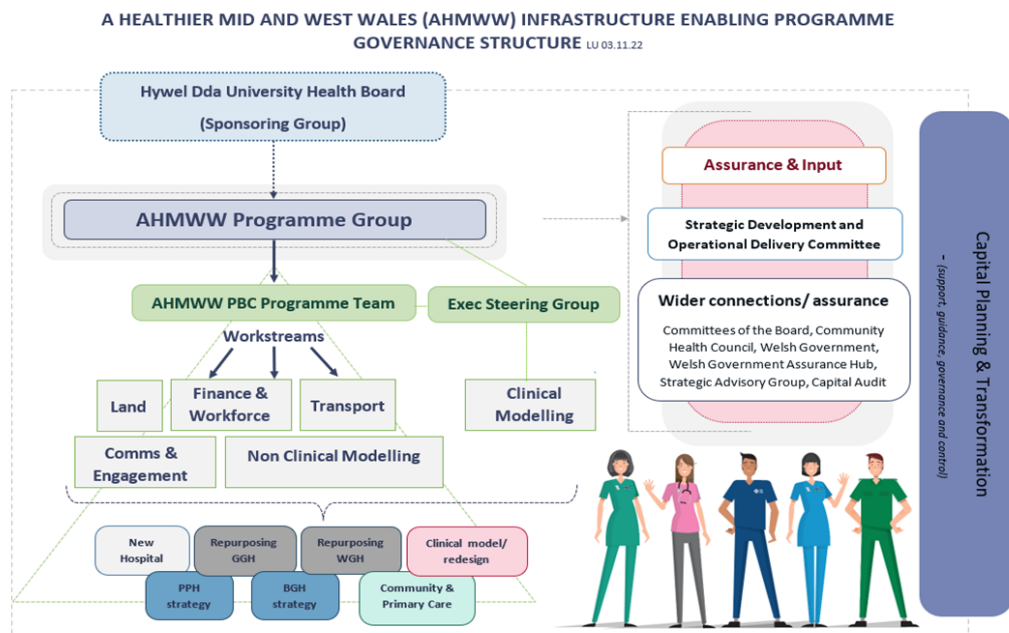 A HEALTHIER MID AND WEST WALES (AHMWW) INFRASTRUCTURE ENABLING PROGRAMME
GOVERNANCE STRUCTURE LU 03.11.22
Hywel Dda University Health Board
(Sponsoring Group)
AHMWW Programme Group
AHMWW PBC Programme Team
Exec Steering Group
Workstreams
Land
Finance &
Workforce
Transport
Clinical
Modelling
Comms &
Engagement
Non Clinical Modelling
New
Hospital
Repurposing
GGH
Repurposing
WGH
Clinical model/
redesign
PPH
strategy
BGH
strategy
Community &
Primary Care
Assurance & Input
Strategic Development and
Operational Delivery Committee
Wider connections/ assurance
Committees of the Board, Community
Health Council, Welsh Government,
Welsh Government Assurance Hub,
Strategic Advisory Group, Capital Audit
Capital Planning & Transformation
- (support, guidance, governance and control)